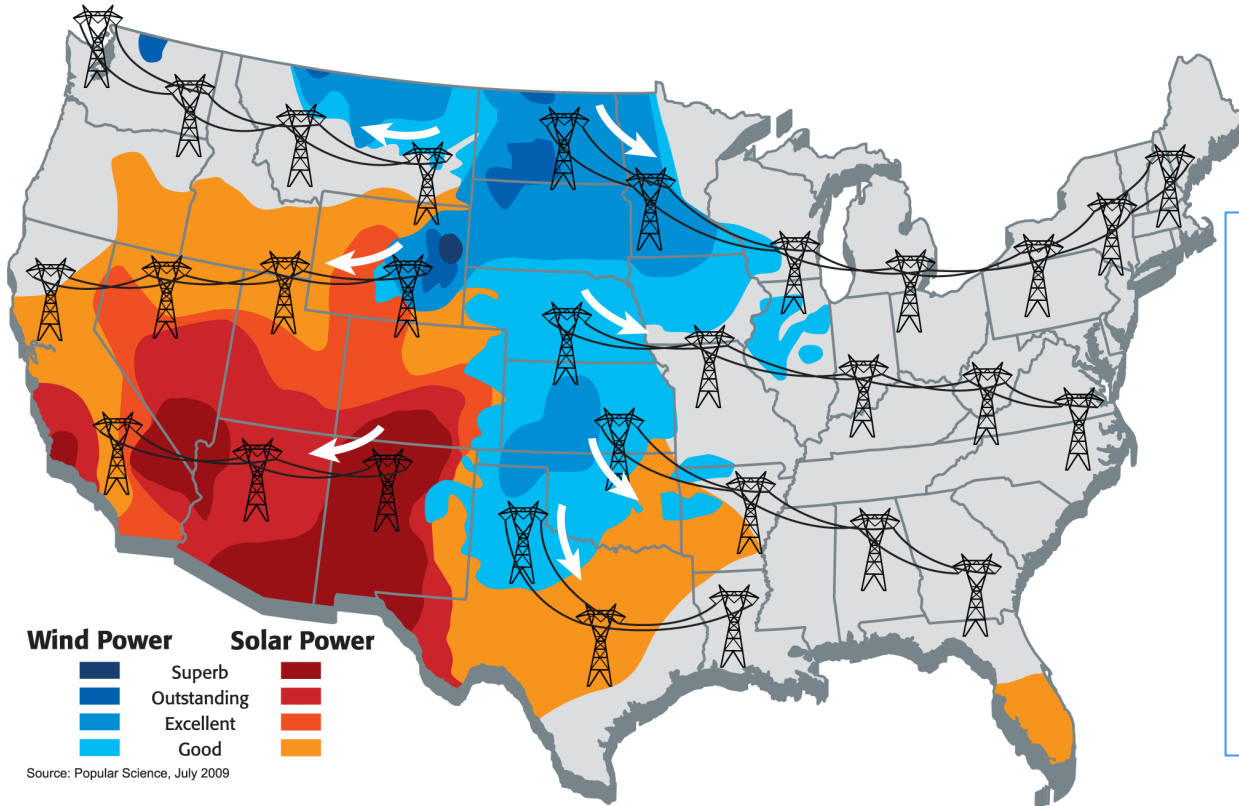 Wind Power Solar Power
Superb
Outstanding
Excellent
Good
Source: Popular Science, July 2009